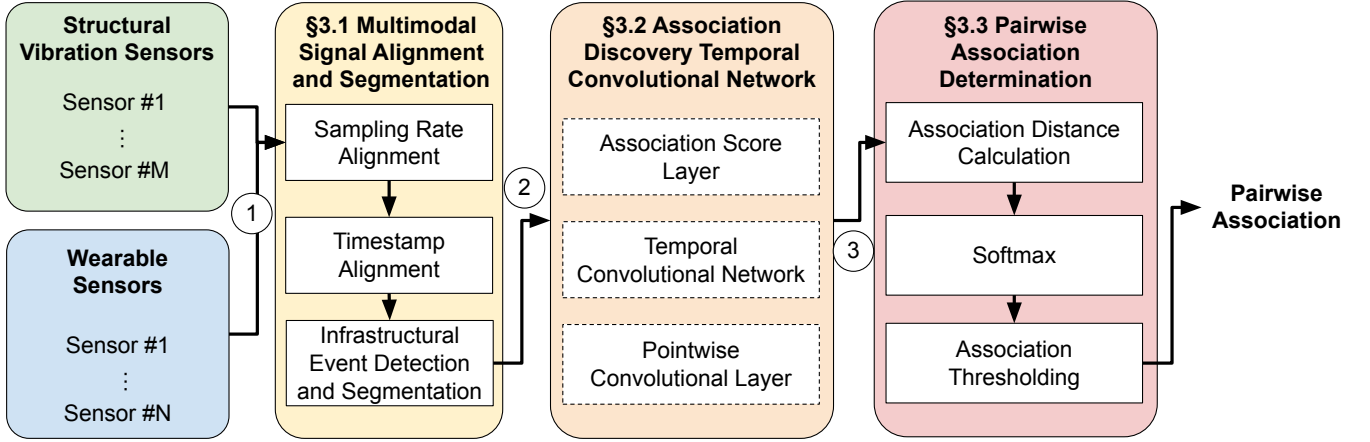 Structural
Vibration Sensors
Sensor #1
⋮
Sensor #M
Wearable
Sensors
Sensor #1
⋮
Sensor #N
1
§3.1 Multimodal
Signal Alignment
and Segmentation
Sampling Rate
Alignment
Timestamp
Alignment
Infrastructural
Event Detection
and Segmentation
2
§3.2 Association
Discovery Temporal
Convolutional Network
Association Score
Layer
Temporal
Convolutional Network
Pointwise
Convolutional Layer
3
§3.3 Pairwise
Association
Determination
Association Distance
Calculation
Softmax
Association
Thresholding
Pairwise
Association